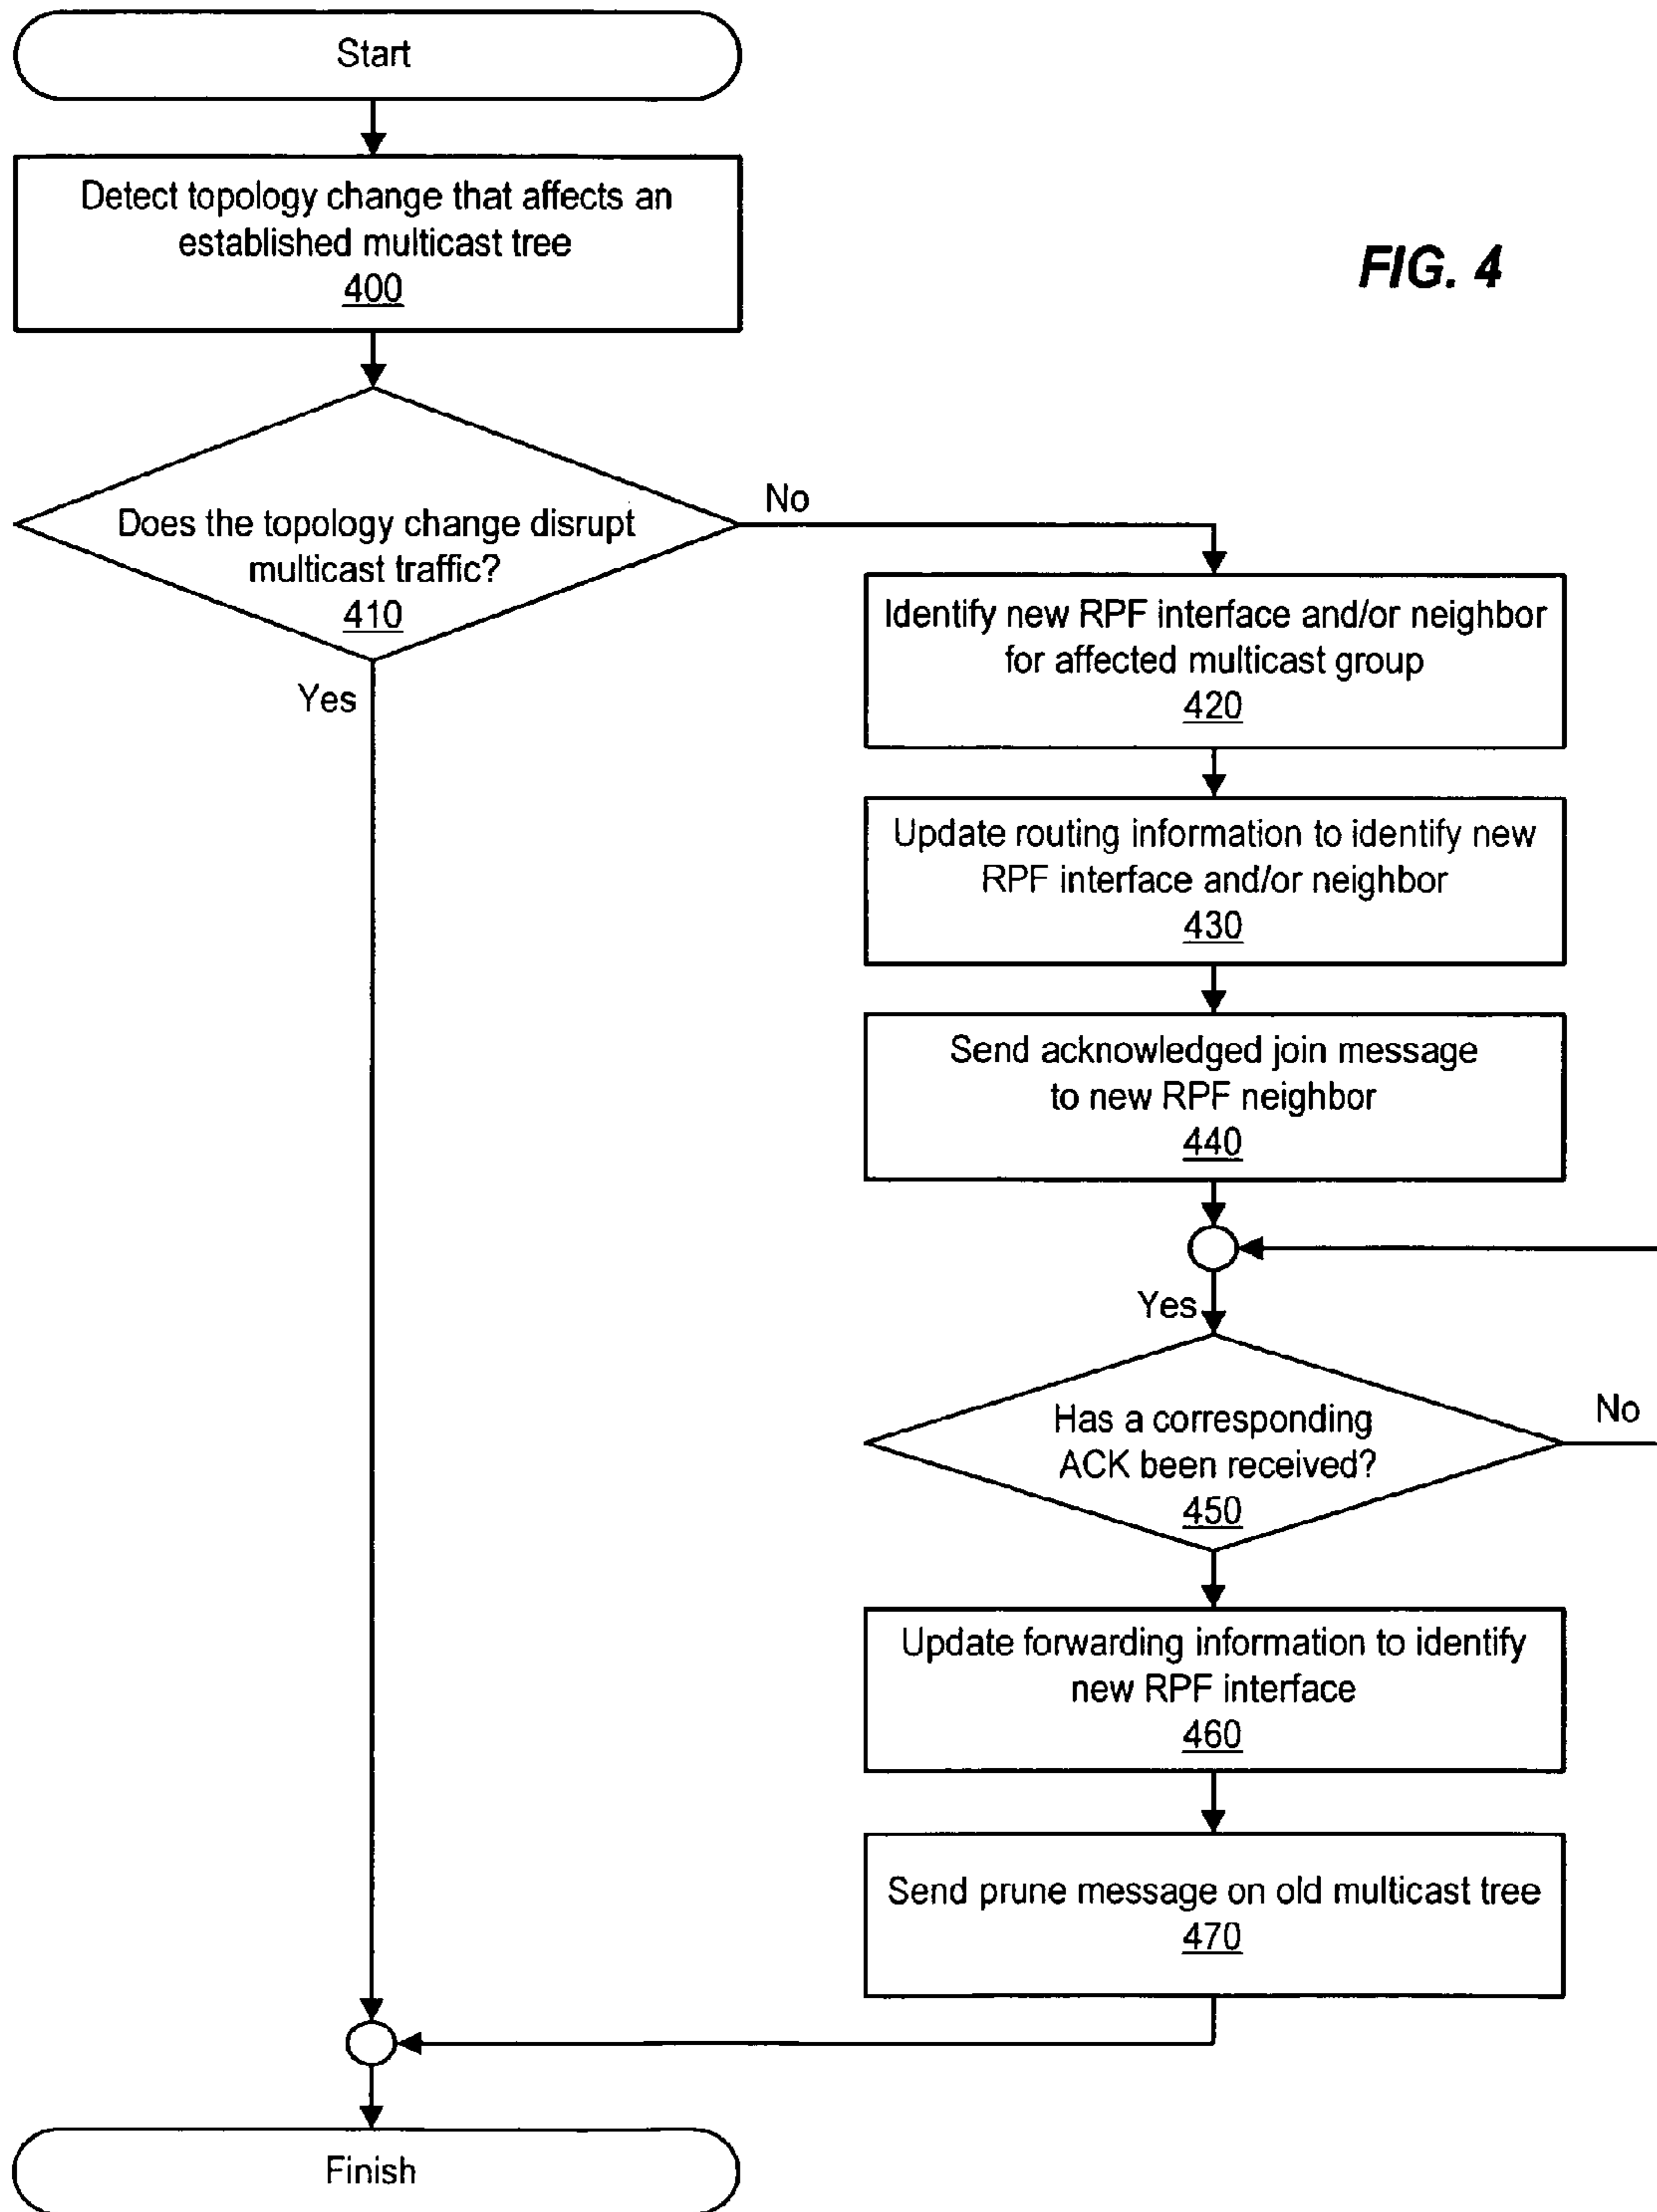 Start
Detect topology change that affects an
established multicast tree
400
FIG. 4
Does the topology change disrupt
multicast traffic?
410
No
Yes
Identify new RPF interface and/or neighbor
for affected multicast group
420
Update routing information to identify new
RPF interface and/or neighbor
430
Send acknowledged join message
to new RPF neighbor
440
Yes
Has a corresponding
ACK been received?
450
No
Update forwarding information to identify
new RPF interface
460
Send prune message on old multicast tree
470
Finish